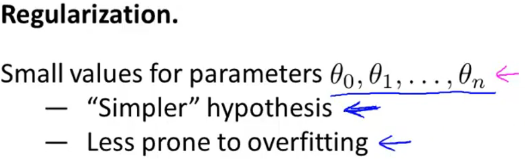 Regularization.
Small values for parameters θ₀, θ₁, . . . , θₙ
— “Simpler” hypothesis
— Less prone to overfitting